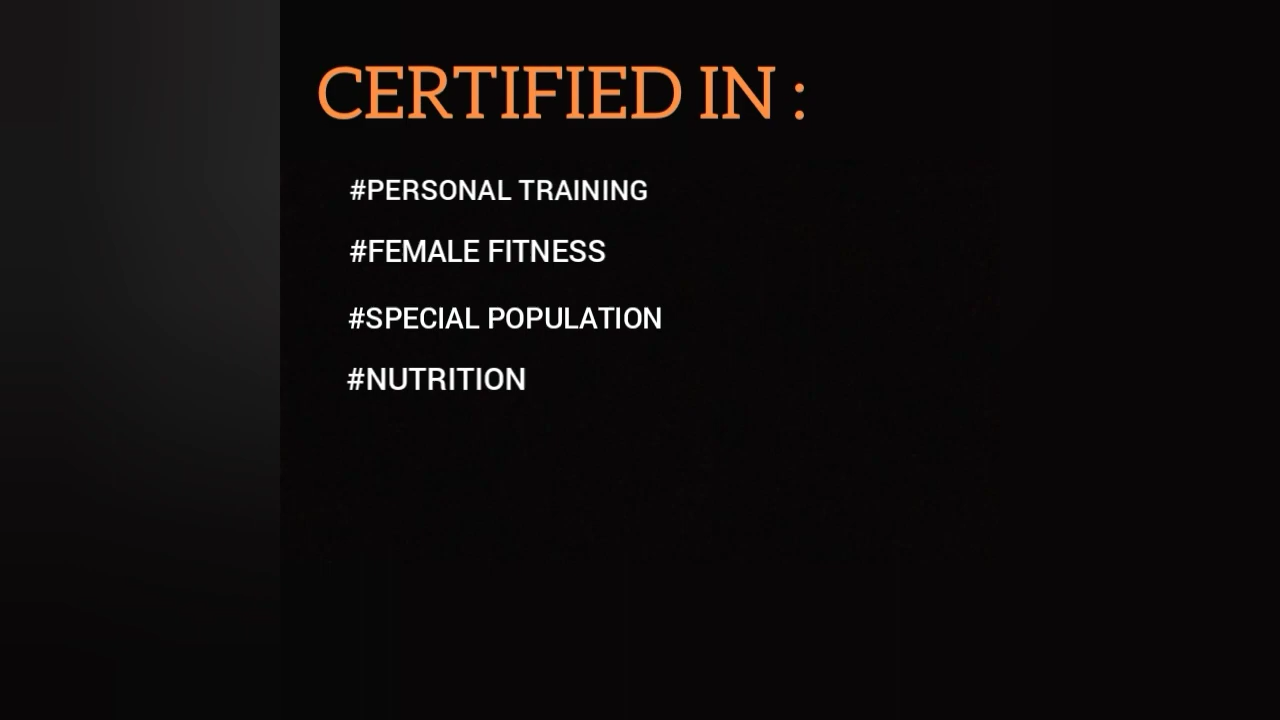 CERTIFIED IN :
#PERSONAL TRAINING
#FEMALE FITNESS
#SPECIAL POPULATION
#NUTRITION